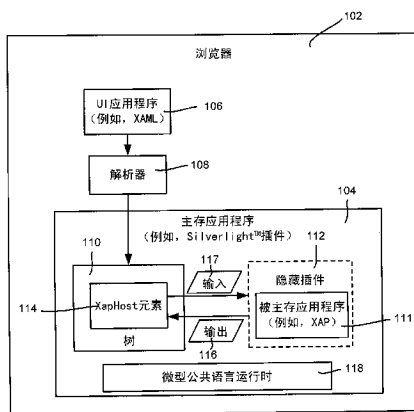 102
浏览器
UI应用程序
(例如, XAML)
106
解析器
108
104
主存应用程序
(例如, Silverlight™插件)
110
117
112
输入
隐藏插件
114
XapHost元素
被主存应用程序
(例如, XAP)
111
树
输出
116
微型公共语言运行时
118